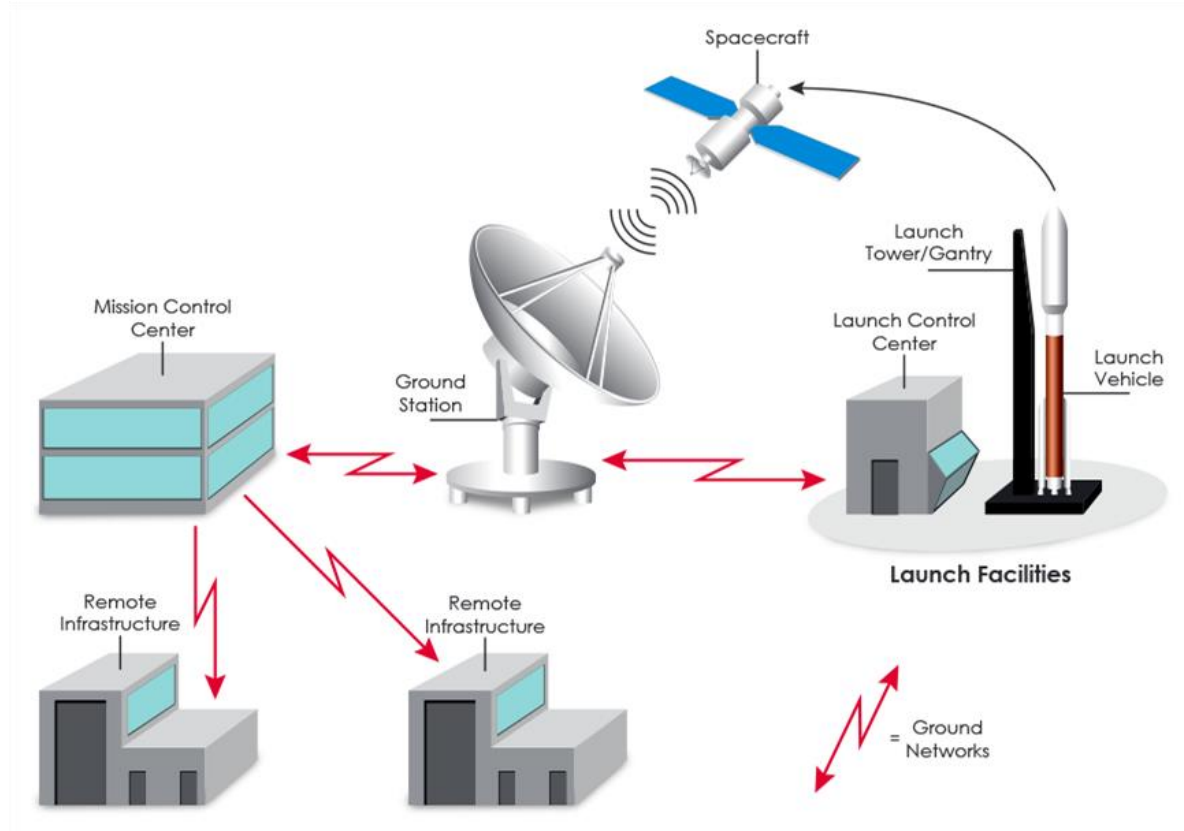 Spacecraft
Launch
Tower/Gantry
Mission Control
Center
Launch Control
Center
Ground
Station
Launch
Vehicle
Launch Facilities
Remote
Infrastructure
Remote
Infrastructure
= Ground
Networks